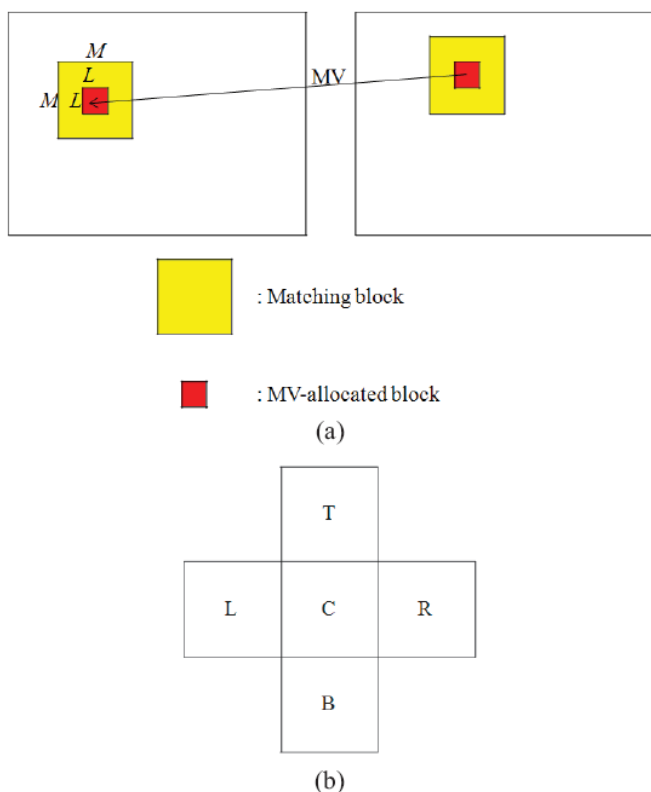 M
L
M L
MV
: Matching block
: MV-allocated block
(a)
T
L C R
B
(b)